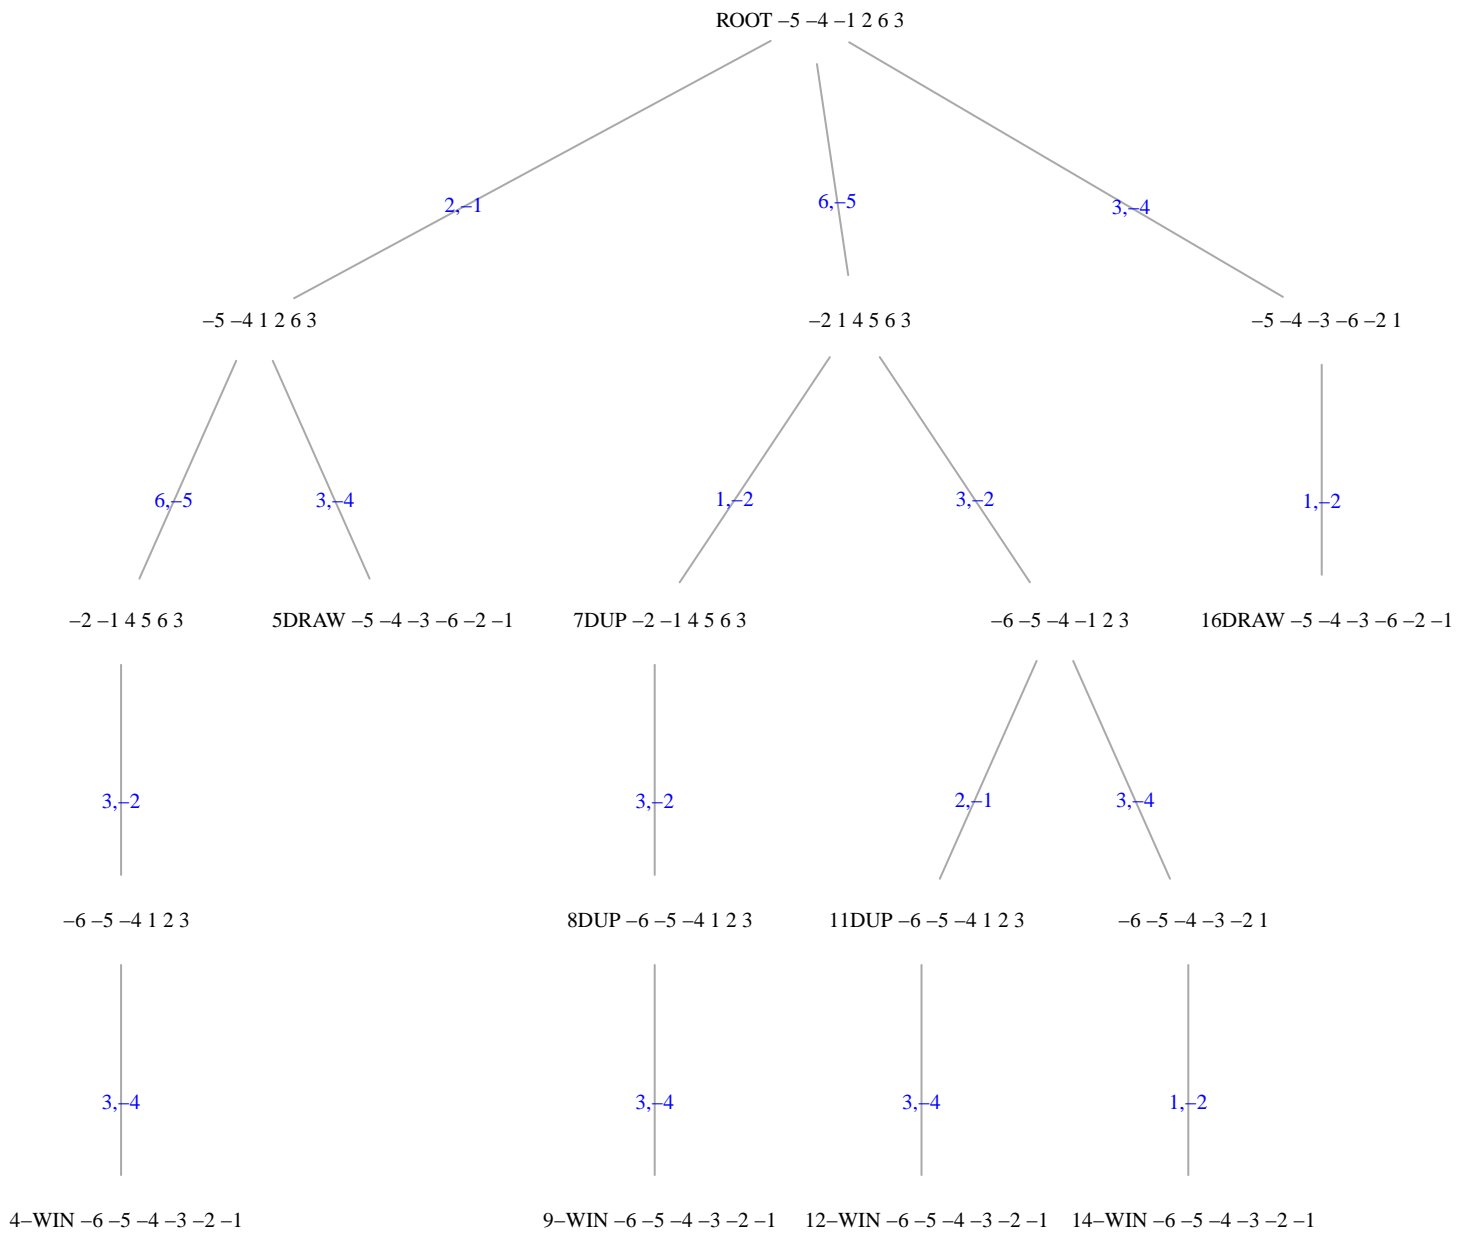 ROOT –5 –4 –1 2 6 3
2,–1
6,–5
3,–4
–5 –4 1 2 6 3
–2 1 4 5 6 3
–5 –4 –3 –6 –2 1
6,–5
3,–4
1,–2
3,–2
1,–2
–2 –1 4 5 6 3
5DRAW –5 –4 –3 –6 –2 –1
7DUP –2 –1 4 5 6 3
–6 –5 –4 –1 2 3
16DRAW –5 –4 –3 –6 –2 –1
3,–2
3,–2
2,–1
3,–4
–6 –5 –4 1 2 3
8DUP –6 –5 –4 1 2 3
11DUP –6 –5 –4 1 2 3
–6 –5 –4 –3 –2 1
3,–4
3,–4
3,–4
1,–2
4–WIN –6 –5 –4 –3 –2 –1
9–WIN –6 –5 –4 –3 –2 –1
12–WIN –6 –5 –4 –3 –2 –1
14–WIN –6 –5 –4 –3 –2 –1